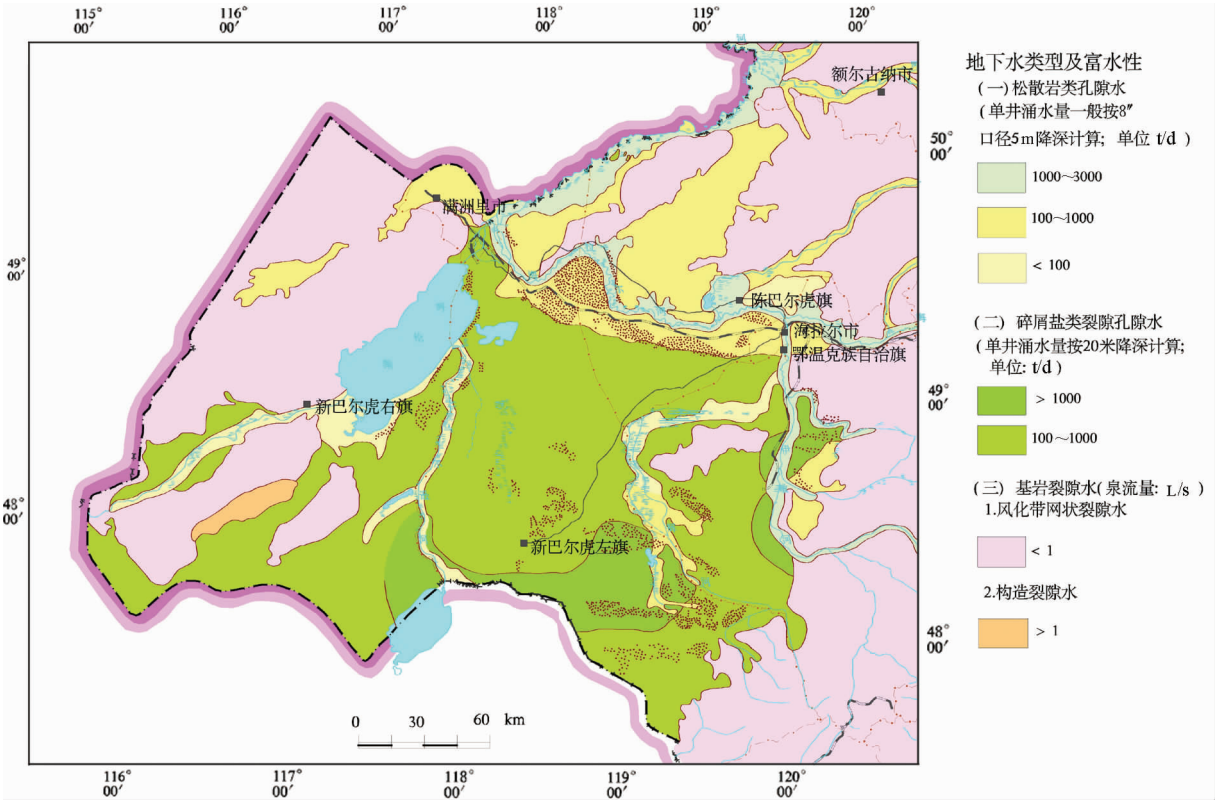 115°
00′
116°
00′
117°
00′
118°
00′
119°
00′
120°
00′
额尔古纳市
满洲里市
陈巴尔虎旗
海拉尔市
鄂温克族自治旗
新巴尔虎右旗
新巴尔虎左旗
49°
00′
48°
00′
50°
00′
49°
00′
48°
00′
0 30 60 km
116°
00′
117°
00′
118°
00′
119°
00′
120°
00′
地下水类型及富水性
(一)松散岩类孔隙水
(单井涌水量一般按8″
口径5m降深计算; 单位 t/d )
1000~3000
100~1000
< 100
(二) 碎屑盐类裂隙孔隙水
(单井涌水量按20米降深计算;
单位: t/d )
> 1000
100~1000
(三) 基岩裂隙水(泉流量: L/s )
1.风化带网状裂隙水
< 1
2.构造裂隙水
> 1